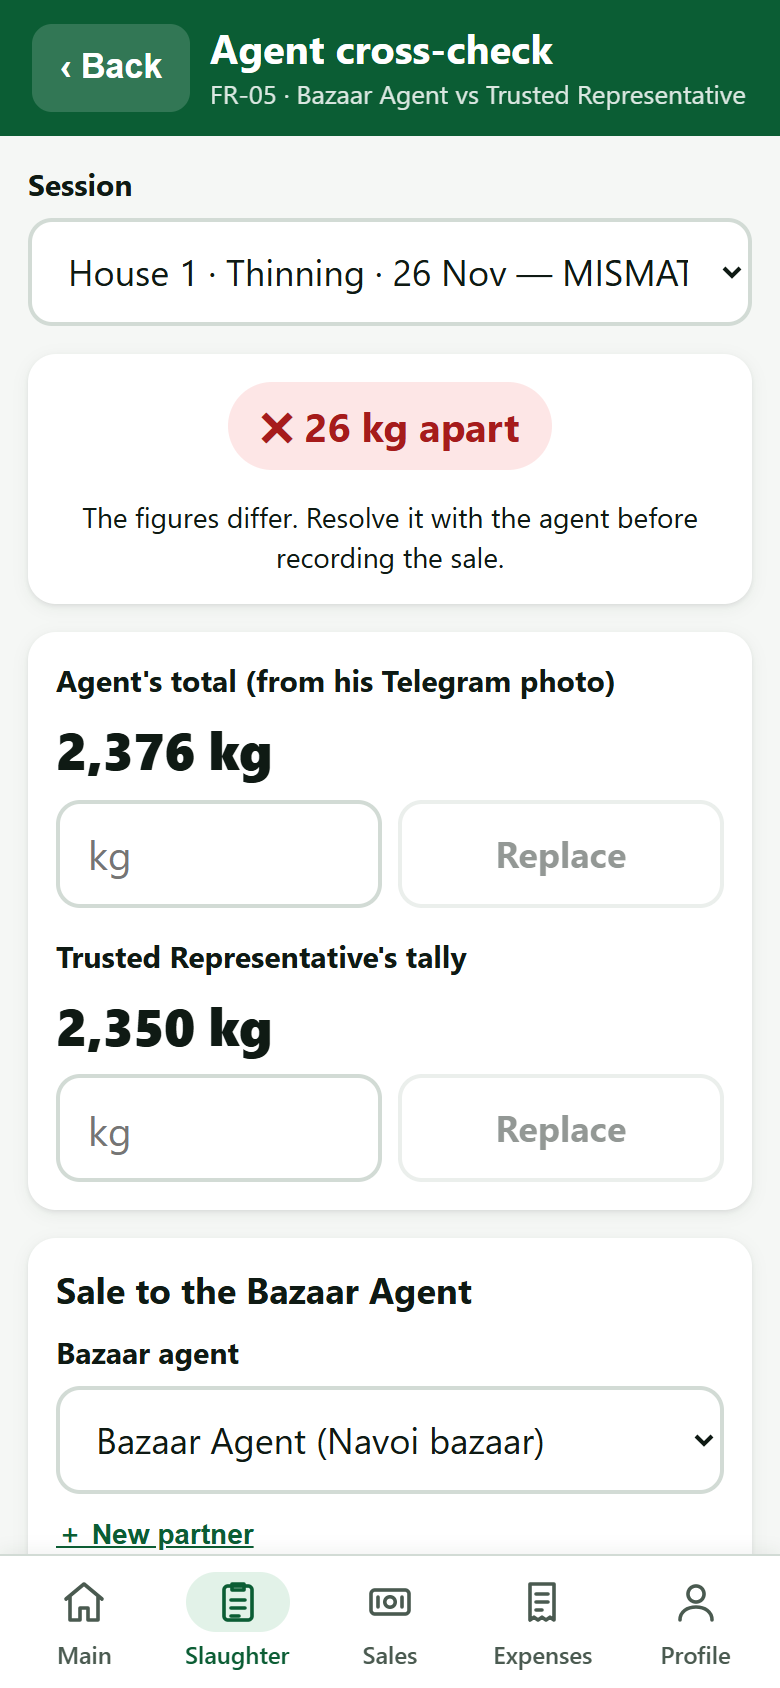 ‹ Back
Agent cross-check
FR-05 · Bazaar Agent vs Trusted Representative
Session
House 1 · Thinning · 26 Nov — MISMAT
❌ 26 kg apart
The figures differ. Resolve it with the agent before
recording the sale.
Agent's total (from his Telegram photo)
2,376 kg
kg
Replace
Trusted Representative's tally
2,350 kg
kg
Replace
Sale to the Bazaar Agent
Bazaar agent
Bazaar Agent (Navoi bazaar)
+ New partner
Main
Slaughter
Sales
Expenses
Profile